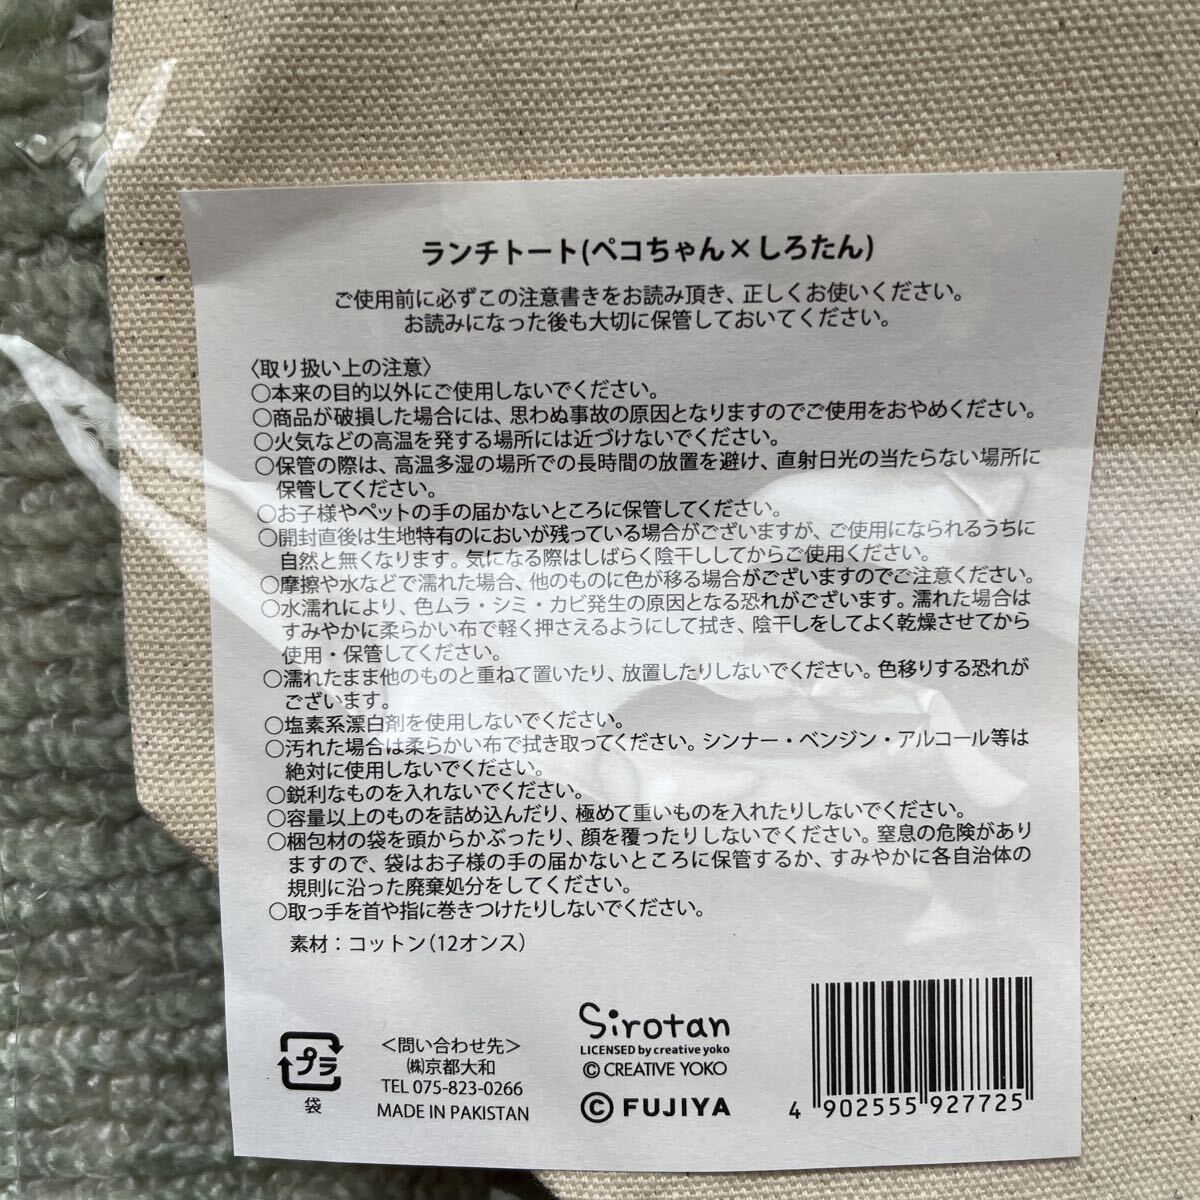 ランチトート(ペコちゃん×しろたん)
ご使用前に必ずこの注意書きをお読み頂き、正しくお使いください。
お読みになった後も大切に保管しておいてください。
〈取り扱い上の注意〉
○本来の目的以外にご使用しないでください。
○商品が破損した場合には、思わぬ事故の原因となりますのでご使用をおやめください。
○火気などの高温を発する場所には近づけないでください。
○保管の際は、高温多湿の場所での長時間の放置を避け、直射日光の当たらない場所に
保管してください。
○お子様やペットの手の届かないところに保管してください。
○開封直後は生地特有のにおいが残っている場合がございますが、ご使用になられるうちに
自然と無くなります。気になる際はしばらく陰干ししてからご使用ください。
○摩擦や水などで濡れた場合、他のものに色が移る場合がございますのでご注意ください。
○水濡れにより、色ムラ・シミ・カビ発生の原因となる恐れがございます。濡れた場合は
すみやかに柔らかい布で軽く押さえるようにして拭き、陰干しをしてよく乾燥させてから
使用・保管してください。
○濡れたまま他のものと重ねて置いたり、放置したりしないでください。色移りする恐れが
ございます。
○塩素系漂白剤を使用しないでください。
○汚れた場合は柔らかい布で拭き取ってください。シンナー・ベンジン・アルコール等は
絶対に使用しないでください。
○鋭利なものを入れないでください。
○容量以上のものを詰め込んだり、極めて重いものを入れたりしないでください。
○梱包材の袋を頭からかぶったり、顔を覆ったりしないでください。窒息の危険があり
ますので、袋はお子様の手の届かないところに保管するか、すみやかに各自治体の
規則に沿った廃棄処分をしてください。
○取っ手を首や指に巻きつけたりしないでください。
素材：コットン(12オンス)
プラ
袋
<問い合わせ先>
㈱京都大和
TEL 075-823-0266
MADE IN PAKISTAN
Sirotan
LICENSED by creative yoko
© CREATIVE YOKO
© FUJIYA
4 902555 927725